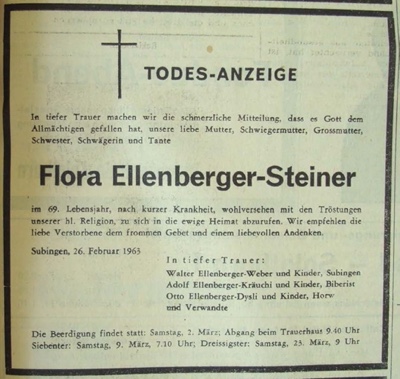 TODES-ANZEIGE
In tiefer Trauer machen wir die schmerzliche Mitteilung, dass es Gott dem
Allmächtigen gefallen hat, unsere liebe Mutter, Schwiegermutter, Grossmutter,
Schwester, Schwägerin und Tante
Flora Ellenberger-Steiner
im 69. Lebensjahr, nach kurzer Krankheit, wohlversehen mit den Tröstungen
unserer hl. Religion, zu sich in die ewige Heimat abzurufen. Wir empfehlen die
liebe Verstorbene dem frommen Gebet und einem liebevollen Andenken.
Subingen, 26. Februar 1963
In tiefer Trauer:
Walter Ellenberger-Weber und Kinder, Subingen
Adolf Ellenberger-Kräuchi und Kinder, Biberist
Otto Ellenberger-Dysli und Kinder, Horw
und Verwandte
Die Beerdigung findet statt: Samstag, 2. März; Abgang beim Trauerhaus 9.40 Uhr
Siebenter: Samstag, 9. März, 7.10 Uhr; Dreissigster: Samstag, 23. März, 9 Uhr